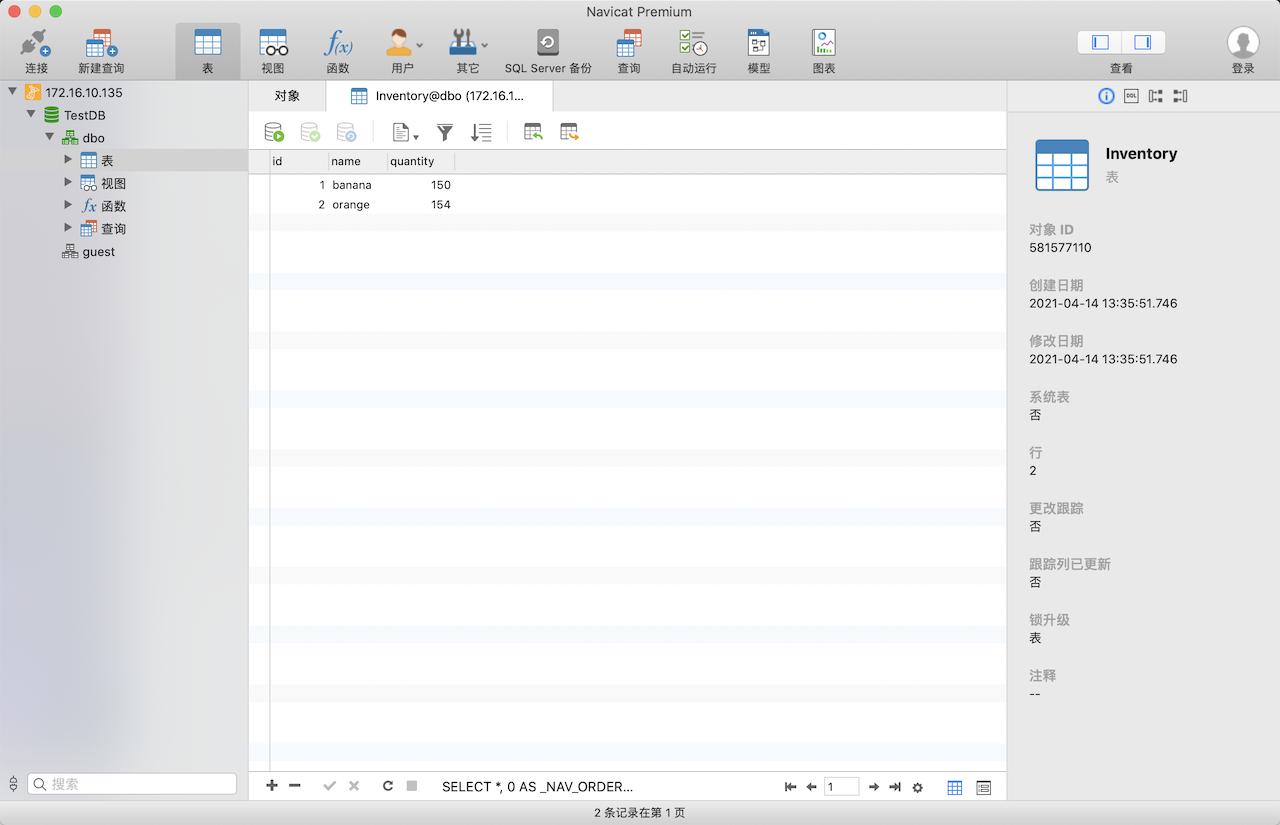 Navicat Premium
连接
新建查询
表
视图
f(x)
函数
用户
其它
SQL Server 备份
查询
自动运行
模型
图表
查看
登录
172.16.10.135
TestDB
dbo
表
视图
fx 函数
查询
guest
搜索
对象
Inventory@dbo (172.16.1...
id name quantity
1 banana 150
2 orange 154
SELECT *, 0 AS _NAV_ORDER...
1
DDL
Inventory
表
对象 ID
581577110
创建日期
2021-04-14 13:35:51.746
修改日期
2021-04-14 13:35:51.746
系统表
否
行
2
更改跟踪
否
跟踪列已更新
否
锁升级
表
注释
--
2 条记录在第 1 页